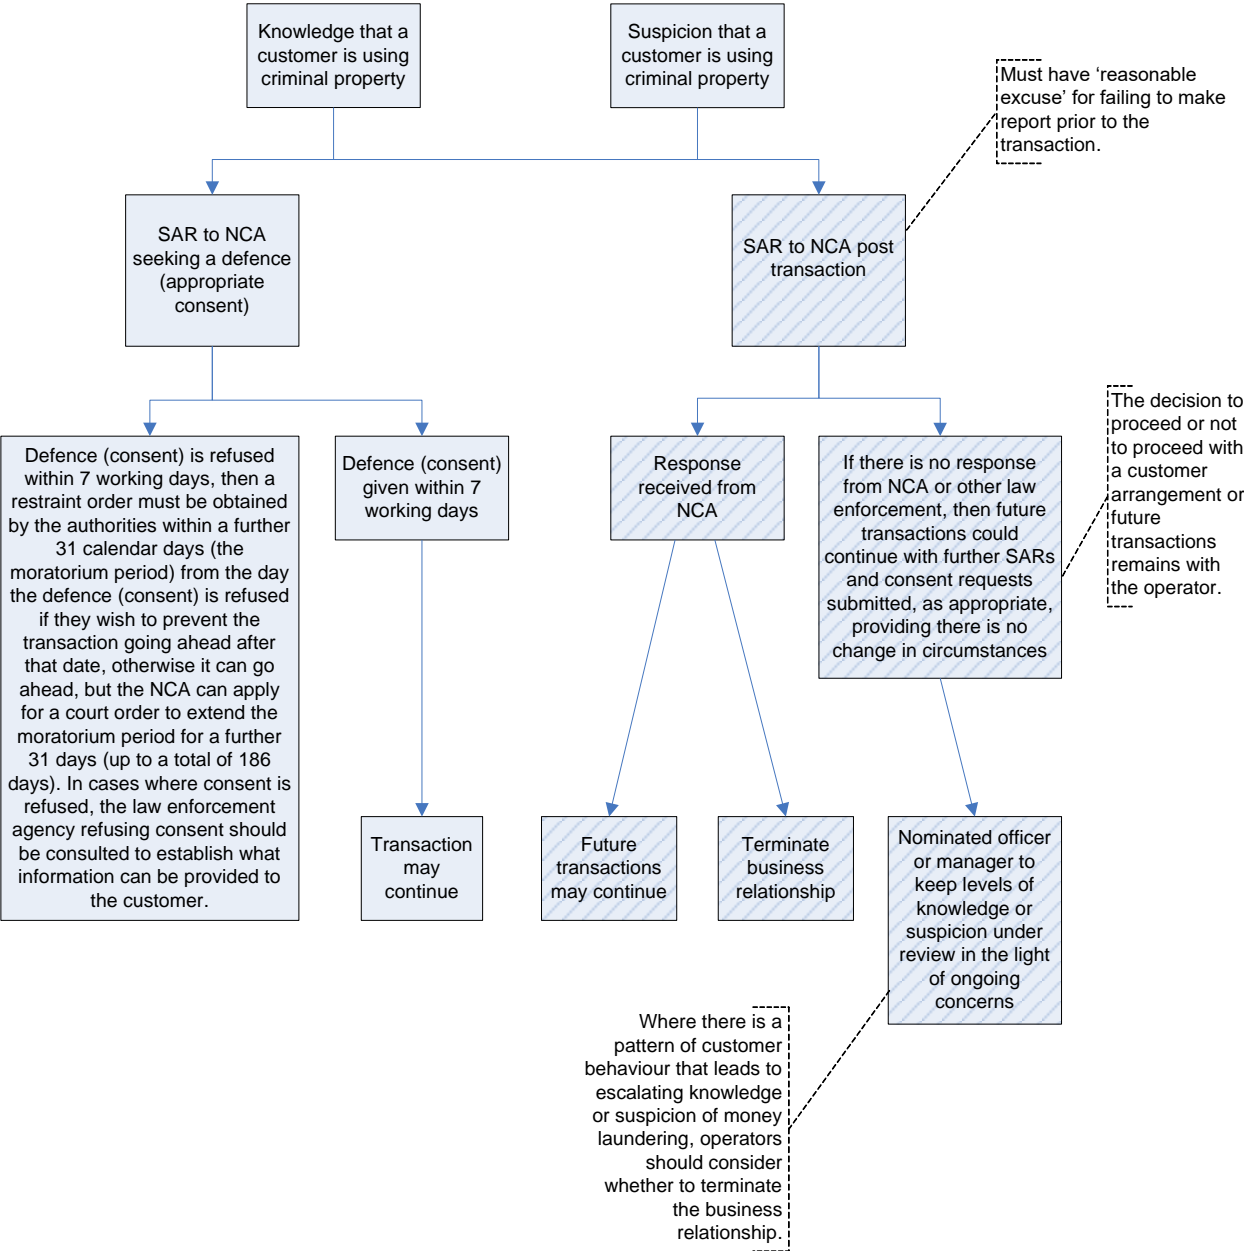 Knowledge that a
customer is using
criminal property
Suspicion that a
customer is using
criminal property
Must have ‘reasonable
excuse’ for failing to make
report prior to the
transaction.
SAR to NCA
seeking a defence
(appropriate
consent)
SAR to NCA post
transaction
The decision to
proceed or not
to proceed with
a customer
arrangement or
future
transactions
remains with
the operator.
Defence (consent) is refused
within 7 working days, then a
restraint order must be obtained
by the authorities within a further
31 calendar days (the
moratorium period) from the day
the defence (consent) is refused
if they wish to prevent the
transaction going ahead after
that date, otherwise it can go
ahead, but the NCA can apply
for a court order to extend the
moratorium period for a further
31 days (up to a total of 186
days). In cases where consent is
refused, the law enforcement
agency refusing consent should
be consulted to establish what
information can be provided to
the customer.
Defence (consent)
given within 7
working days
Response
received from
NCA
If there is no response
from NCA or other law
enforcement, then future
transactions could
continue with further SARs
and consent requests
submitted, as appropriate,
providing there is no
change in circumstances
Transaction
may
continue
Future
transactions
may continue
Terminate
business
relationship
Nominated officer
or manager to
keep levels of
knowledge or
suspicion under
review in the light
of ongoing
concerns
Where there is a
pattern of customer
behaviour that leads to
escalating knowledge
or suspicion of money
laundering, operators
should consider
whether to terminate
the business
relationship.